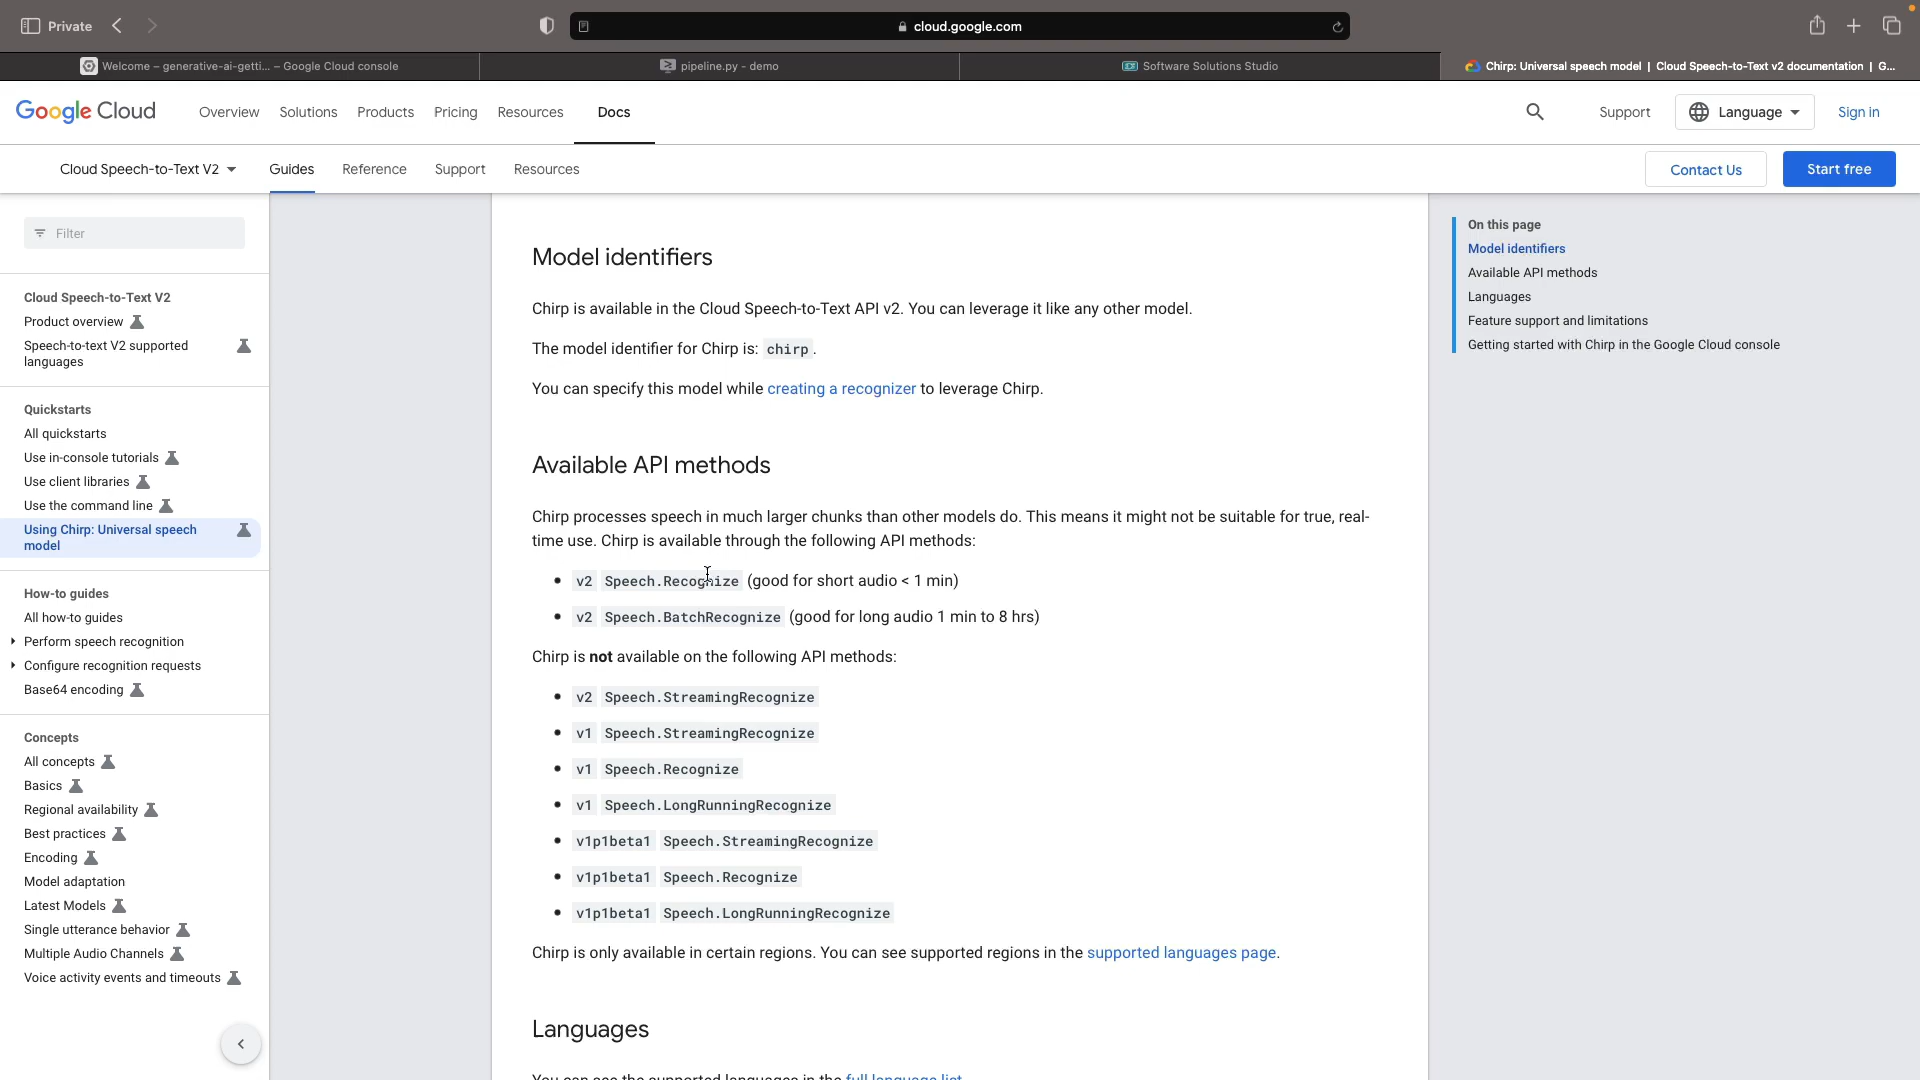 Private
cloud.google.com
Welcome – generative-ai-getti... – Google Cloud console
pipeline.py - demo
Software Solutions Studio
Chirp: Universal speech model | Cloud Speech-to-Text v2 documentation | G...
Google Cloud
Overview
Solutions
Products
Pricing
Resources
Docs
Support
Language
Sign in
Cloud Speech-to-Text V2
Guides
Reference
Support
Resources
Contact Us
Start free
Filter
Cloud Speech-to-Text V2
Product overview
Speech-to-text V2 supported
languages
Quickstarts
All quickstarts
Use in-console tutorials
Use client libraries
Use the command line
Using Chirp: Universal speech
model
How-to guides
All how-to guides
Perform speech recognition
Configure recognition requests
Base64 encoding
Concepts
All concepts
Basics
Regional availability
Best practices
Encoding
Model adaptation
Latest Models
Single utterance behavior
Multiple Audio Channels
Voice activity events and timeouts
Model identifiers
Chirp is available in the Cloud Speech-to-Text API v2. You can leverage it like any other model.
The model identifier for Chirp is: chirp.
You can specify this model while creating a recognizer to leverage Chirp.
Available API methods
Chirp processes speech in much larger chunks than other models do. This means it might not be suitable for true, real-
time use. Chirp is available through the following API methods:
v2 Speech.Recognize (good for short audio < 1 min)
v2 Speech.BatchRecognize (good for long audio 1 min to 8 hrs)
Chirp is not available on the following API methods:
v2 Speech.StreamingRecognize
v1 Speech.StreamingRecognize
v1 Speech.Recognize
v1 Speech.LongRunningRecognize
v1p1beta1 Speech.StreamingRecognize
v1p1beta1 Speech.Recognize
v1p1beta1 Speech.LongRunningRecognize
Chirp is only available in certain regions. You can see supported regions in the supported languages page.
Languages
You can see the supported languages in the full language list
On this page
Model identifiers
Available API methods
Languages
Feature support and limitations
Getting started with Chirp in the Google Cloud console